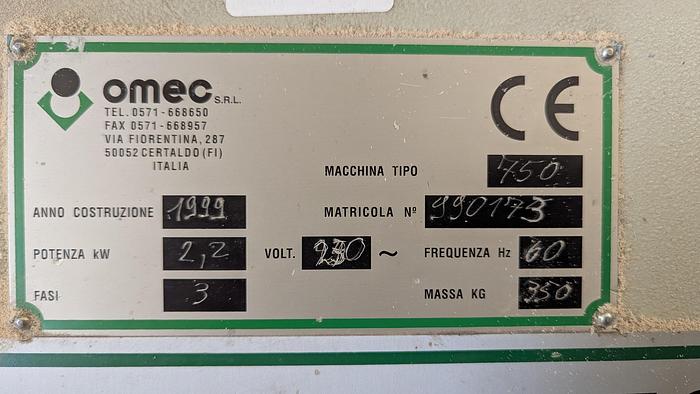 omec S.R.L.
TEL. 0571-668650
FAX 0571-668957
VIA FIORENTINA, 287
50052 CERTALDO (FI)
ITALIA
CE
MACCHINA TIPO 750
ANNO COSTRUZIONE 1999 MATRICOLA Nº 990173
POTENZA kW 2,2 VOLT. 230 ~ FREQUENZA Hz 60
FASI 3 MASSA KG 350